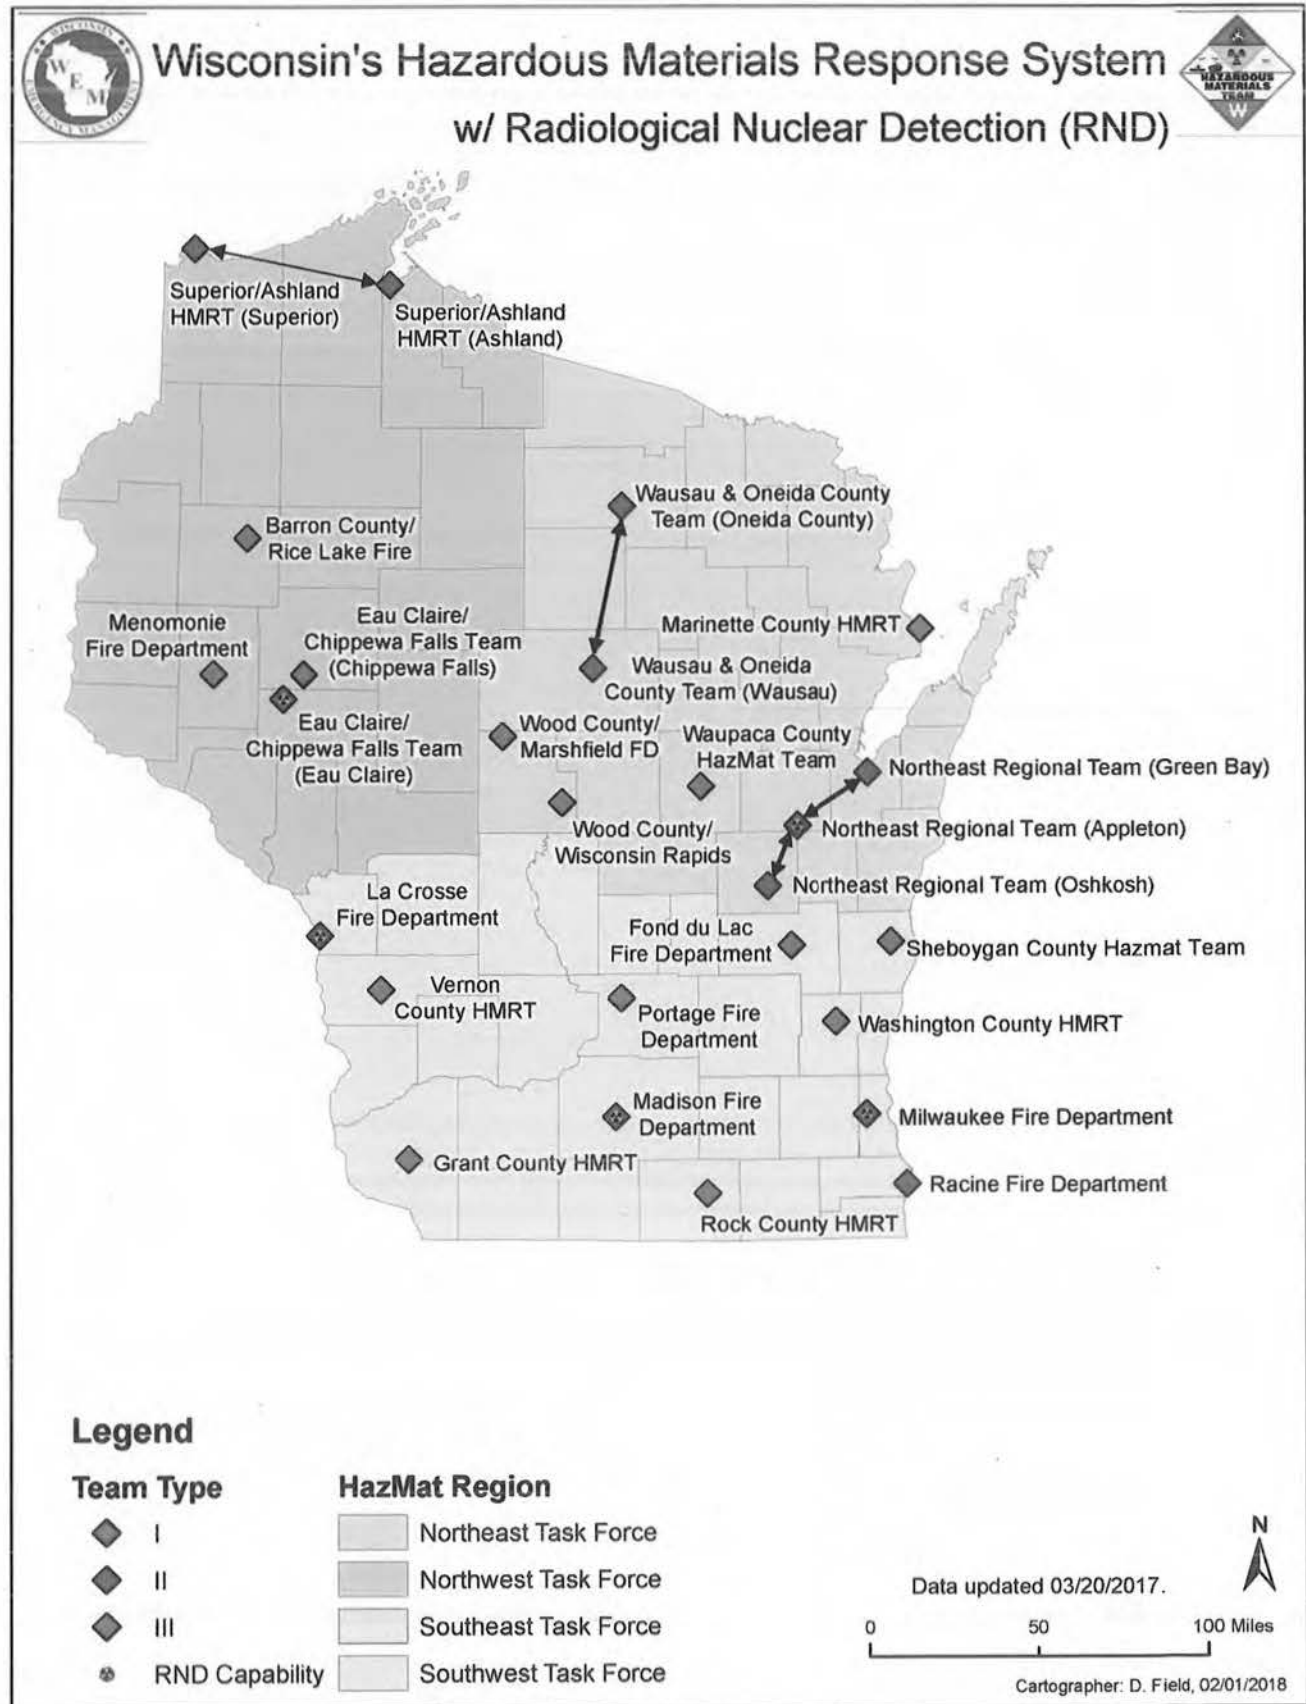 WISCONSIN
WEM
EMERGENCY MANAGEMENT
Wisconsin's Hazardous Materials Response System
w/ Radiological Nuclear Detection (RND)
HAZARDOUS
MATERIALS
TEAM
W
Superior/Ashland
HMRT (Superior)
Superior/Ashland
HMRT (Ashland)
Wausau & Oneida County
Team (Oneida County)
Barron County/
Rice Lake Fire
Menomonie
Fire Department
Eau Claire/
Chippewa Falls Team
(Chippewa Falls)
Marinette County HMRT
Wausau & Oneida
County Team (Wausau)
Eau Claire/
Chippewa Falls Team
(Eau Claire)
Wood County/
Marshfield FD
Waupaca County
HazMat Team
Northeast Regional Team (Green Bay)
Wood County/
Wisconsin Rapids
Northeast Regional Team (Appleton)
Northeast Regional Team (Oshkosh)
La Crosse
Fire Department
Fond du Lac
Fire Department
Sheboygan County Hazmat Team
Vernon
County HMRT
Portage Fire
Department
Washington County HMRT
Madison Fire
Department
Milwaukee Fire Department
Grant County HMRT
Racine Fire Department
Rock County HMRT
Legend
Team Type
I
II
III
RND Capability
HazMat Region
Northeast Task Force
Northwest Task Force
Southeast Task Force
Southwest Task Force
N
Data updated 03/20/2017.
0 50 100 Miles
Cartographer: D. Field, 02/01/2018